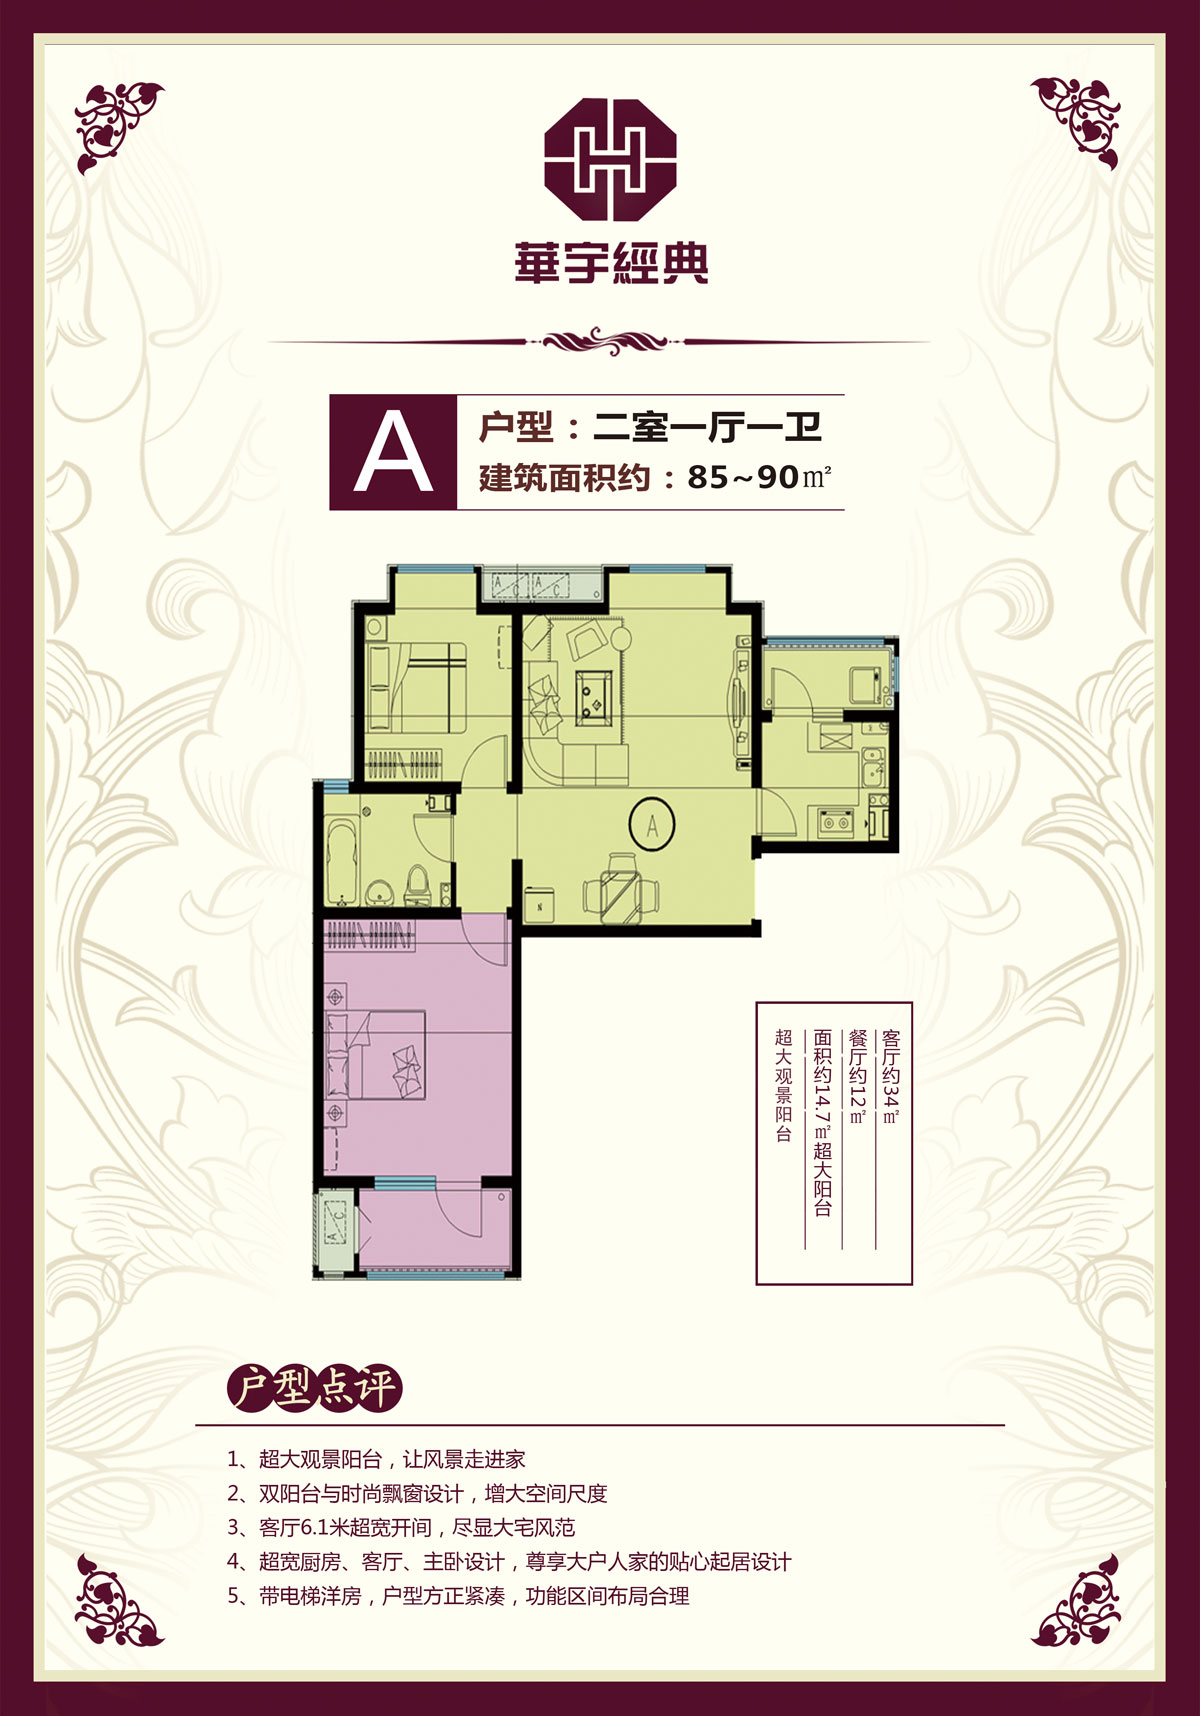 華宇經典
A
户型：二室一厅一卫
建筑面积约：85~90㎡
A
C
A
C
A
N
A
C
客厅约34㎡
餐厅约12㎡
面积约14.7㎡超大阳台
超大观景阳台
户型点评
1、超大观景阳台，让风景走进家
2、双阳台与时尚飘窗设计，增大空间尺度
3、客厅6.1米超宽开间，尽显大宅风范
4、超宽厨房、客厅、主卧设计，尊享大户人家的贴心起居设计
5、带电梯洋房，户型方正紧凑，功能区间布局合理